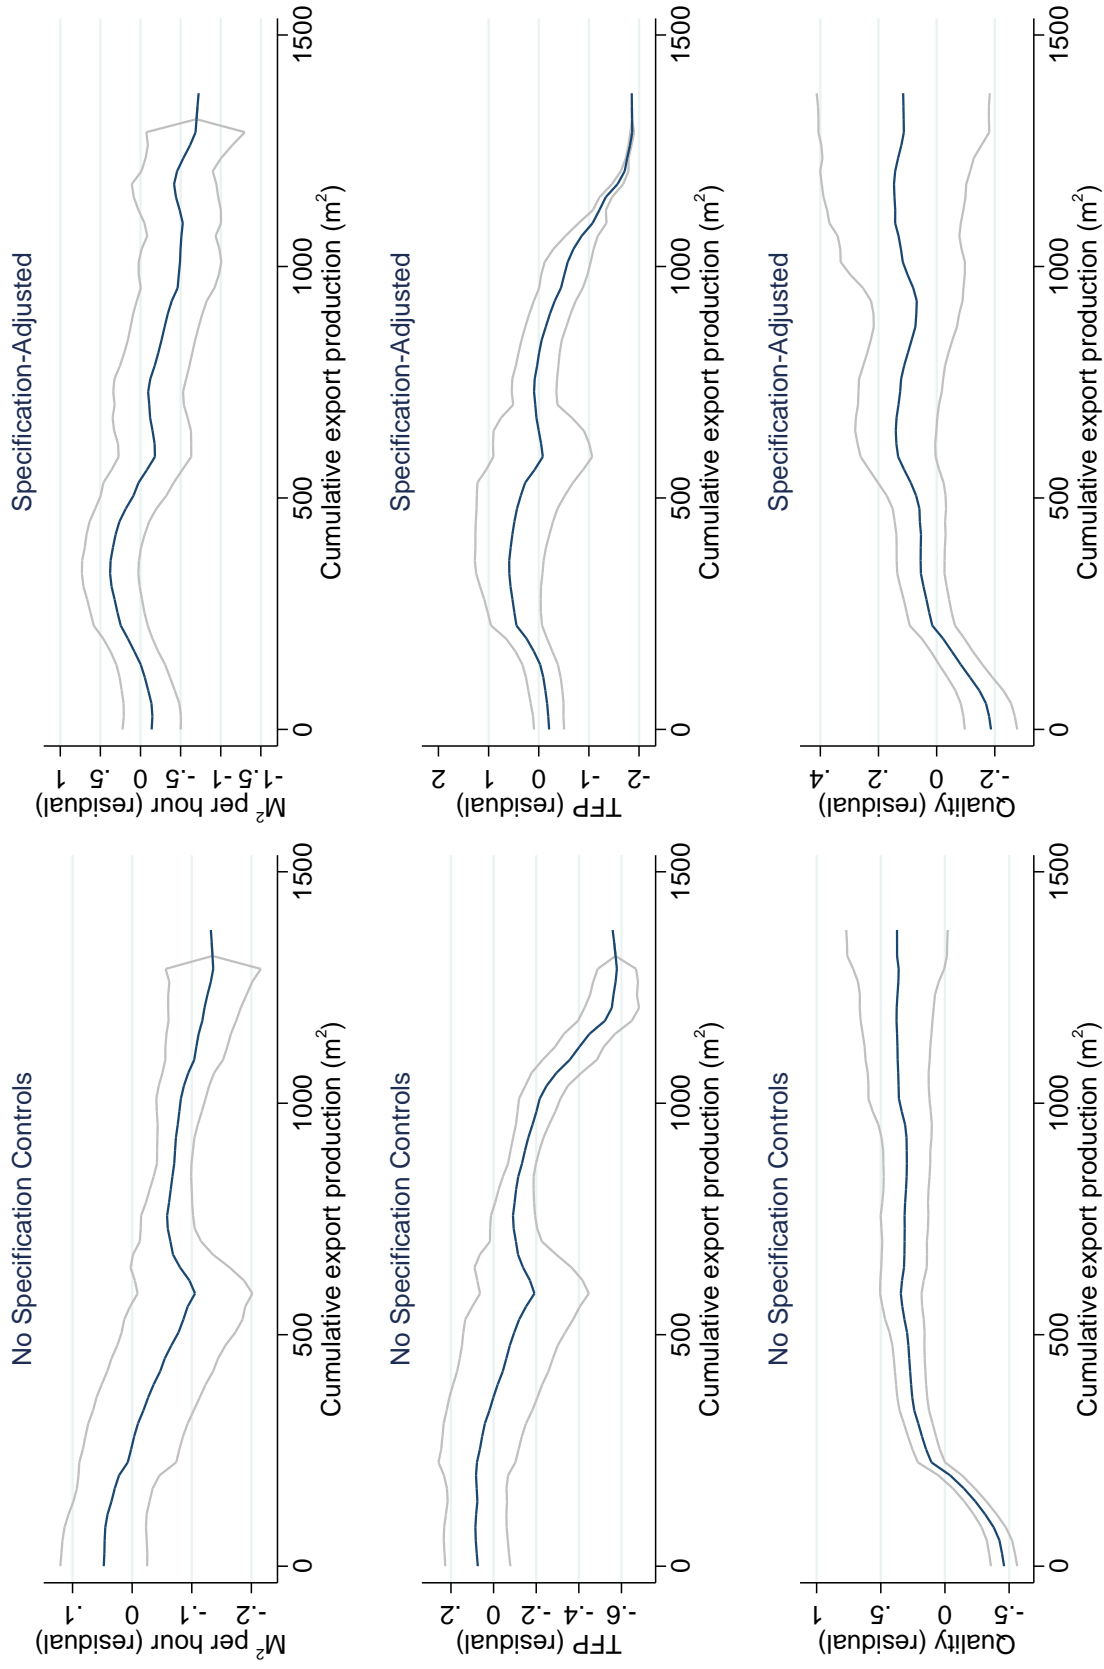 No Specification Controls
M² per hour (residual)
.1
0
-.1
-.2
0 500 1000 1500
Cumulative export production (m²)
Specification-Adjusted
M² per hour (residual)
1
.5
0
-.5
-1
-1.5
0 500 1000 1500
Cumulative export production (m²)
No Specification Controls
TFP (residual)
.2
0
-.2
-.4
-.6
0 500 1000 1500
Cumulative export production (m²)
Specification-Adjusted
TFP (residual)
2
1
0
-1
-2
0 500 1000 1500
Cumulative export production (m²)
No Specification Controls
Quality (residual)
1
.5
0
-.5
0 500 1000 1500
Cumulative export production (m²)
Specification-Adjusted
Quality (residual)
.4
.2
0
-.2
0 500 1000 1500
Cumulative export production (m²)